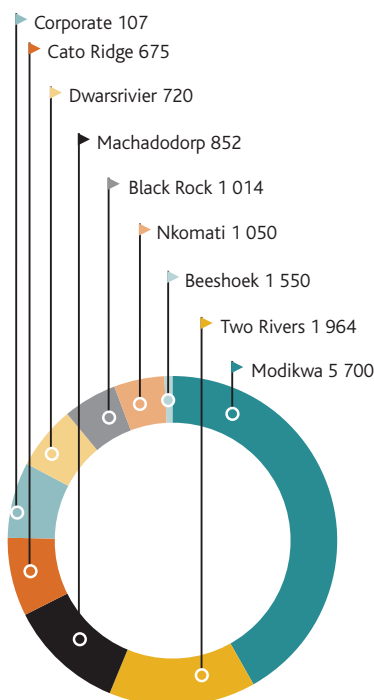 Corporate 107
Cato Ridge 675
Dwarsrivier 720
Machadodorp 852
Black Rock 1 014
Nkomati 1 050
Beeshoek 1 550
Two Rivers 1 964
Modikwa 5 700